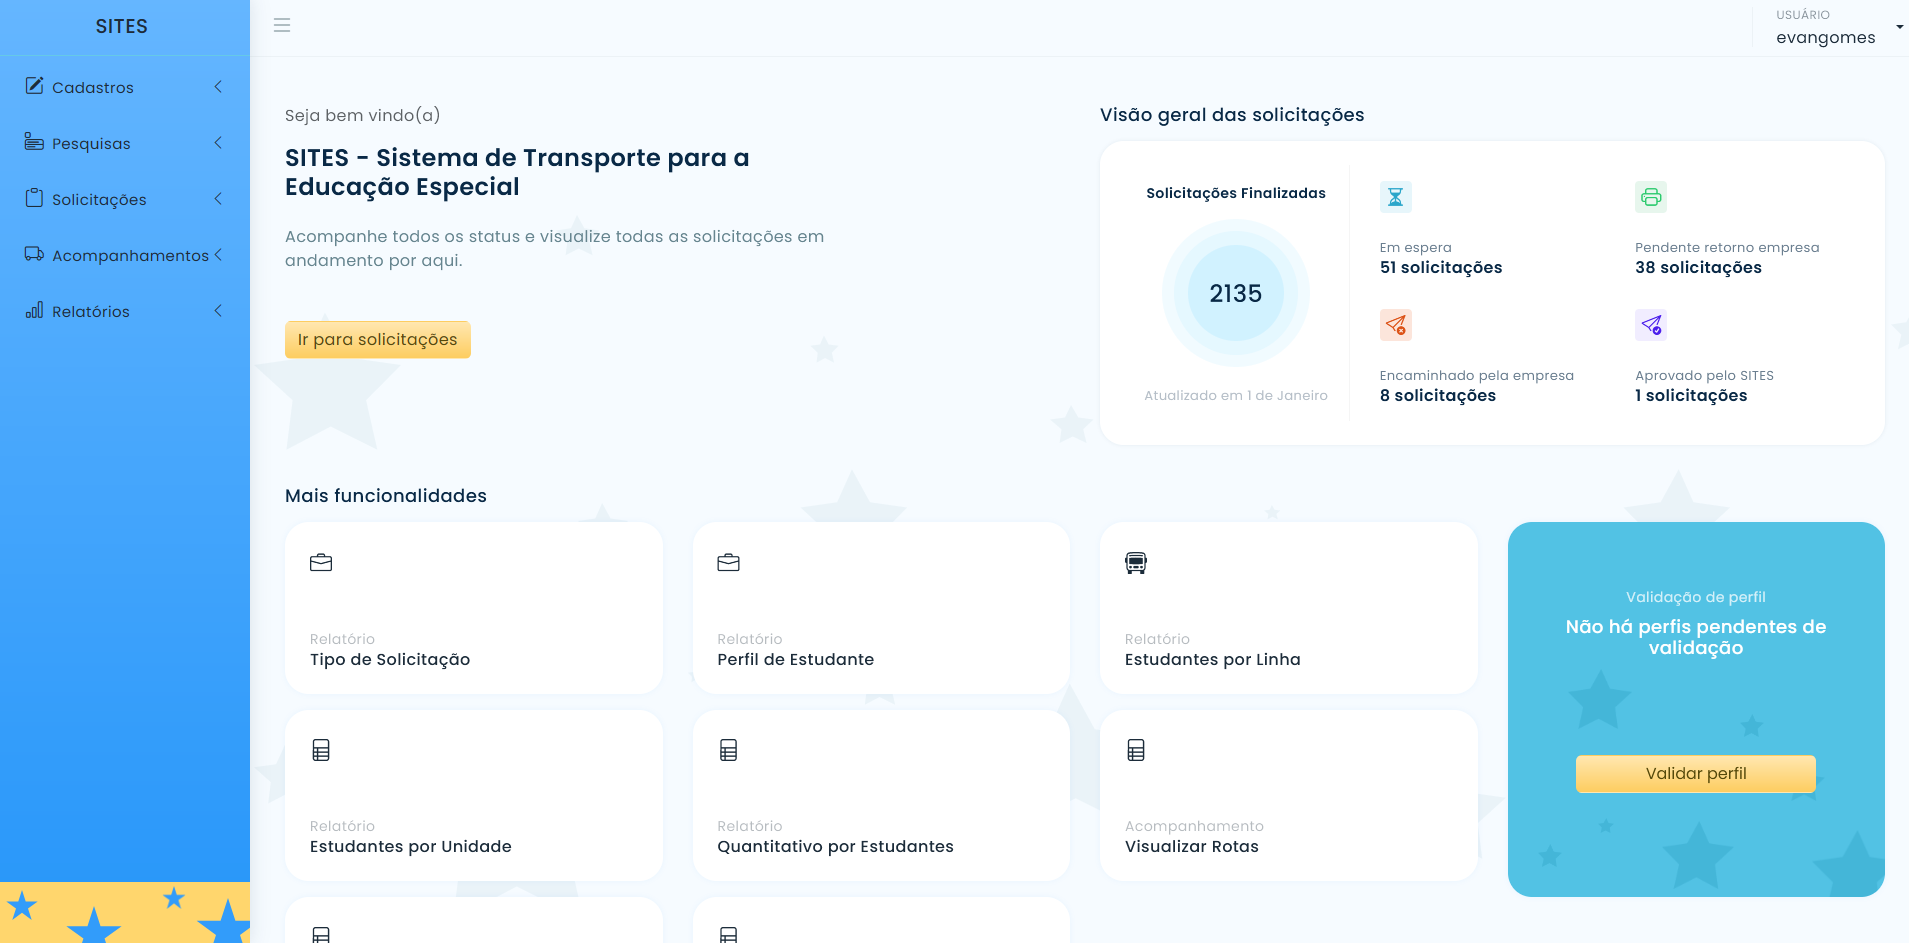 SITES
Cadastros
Pesquisas
Solicitações
Acompanhamentos
Relatórios
USUÁRIO
evangomes
Seja bem vindo(a)
SITES - Sistema de Transporte para a
Educação Especial
Acompanhe todos os status e visualize todas as solicitações em
andamento por aqui.
Ir para solicitações
Visão geral das solicitações
Solicitações Finalizadas
2135
Atualizado em 1 de Janeiro
Em espera
51 solicitações
Pendente retorno empresa
38 solicitações
Encaminhado pela empresa
8 solicitações
Aprovado pelo SITES
1 solicitações
Mais funcionalidades
Relatório
Tipo de Solicitação
Relatório
Perfil de Estudante
Relatório
Estudantes por Linha
Relatório
Estudantes por Unidade
Relatório
Quantitativo por Estudantes
Acompanhamento
Visualizar Rotas
Validação de perfil
Não há perfis pendentes de
validação
Validar perfil